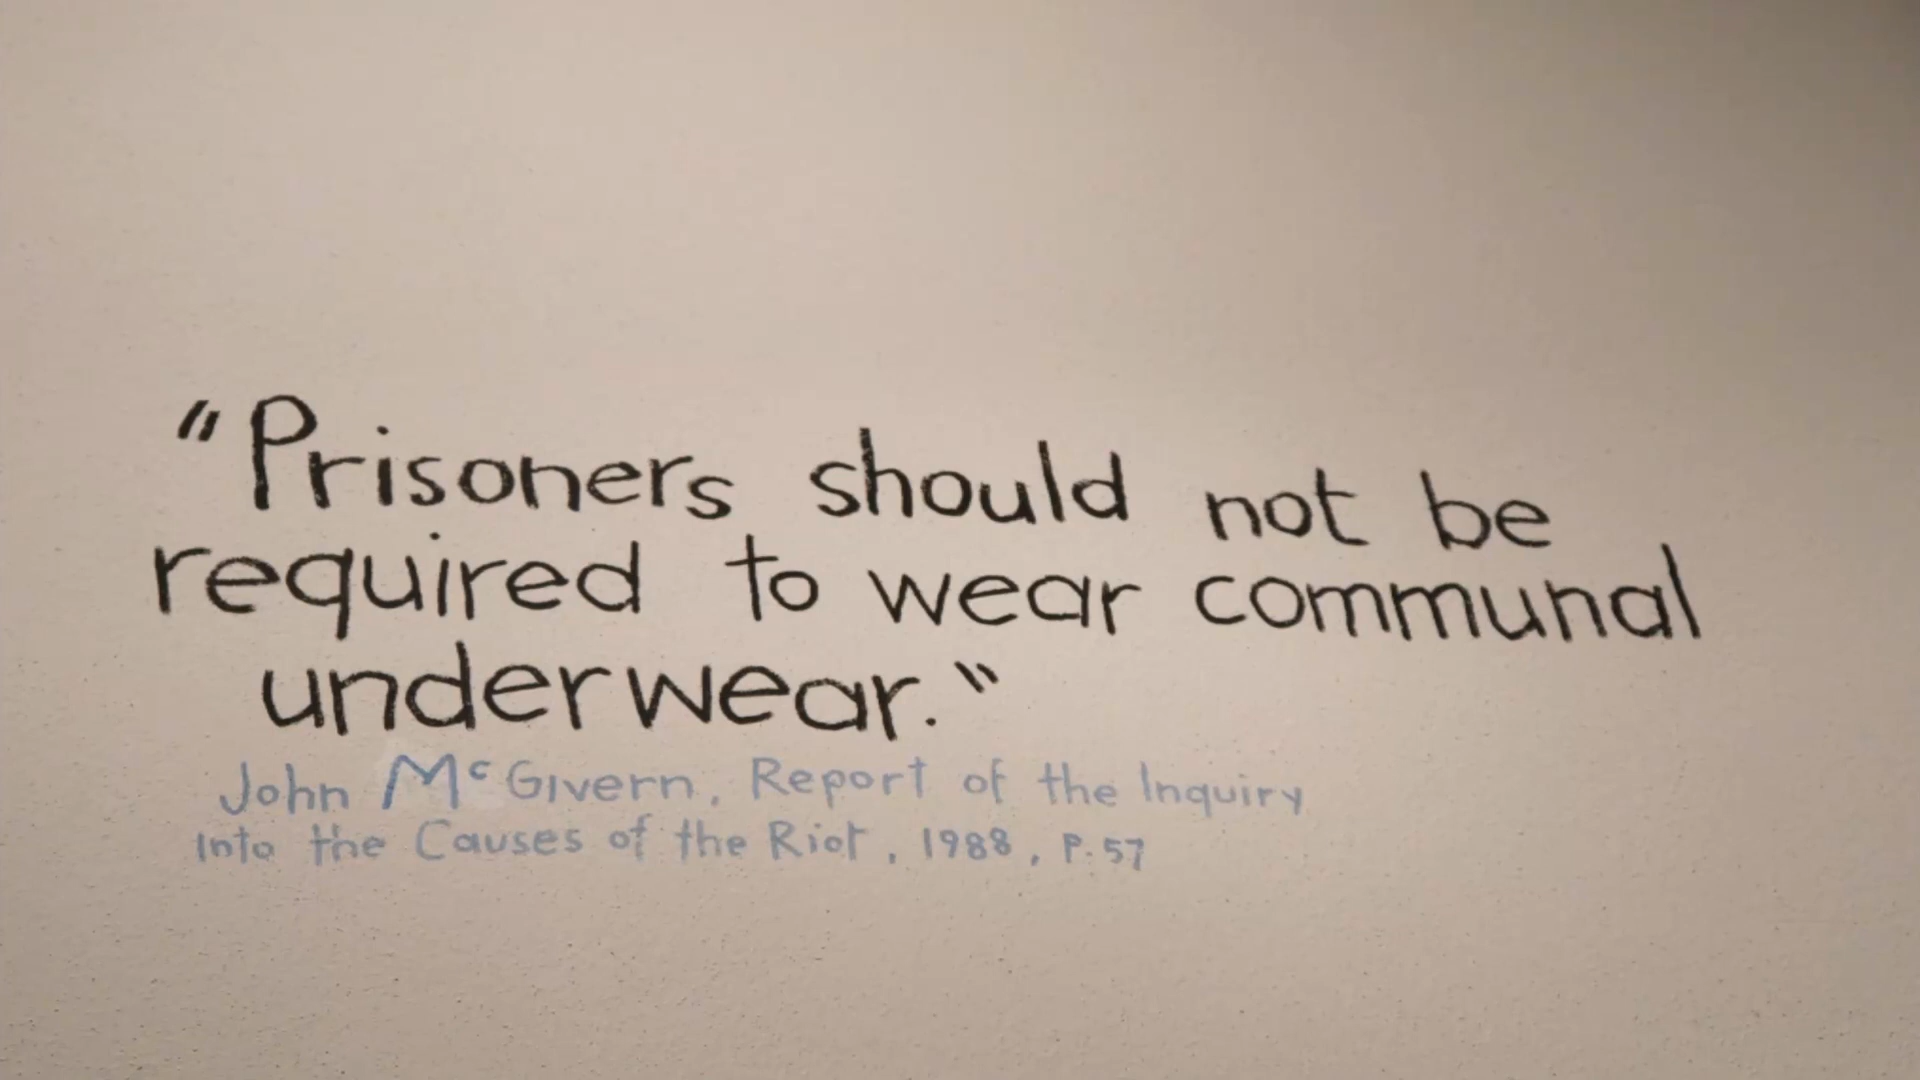 "Prisoners should not be
required to wear communal
underwear."
John McGivern, Report of the Inquiry
Into the Causes of the Riot, 1988, P.57